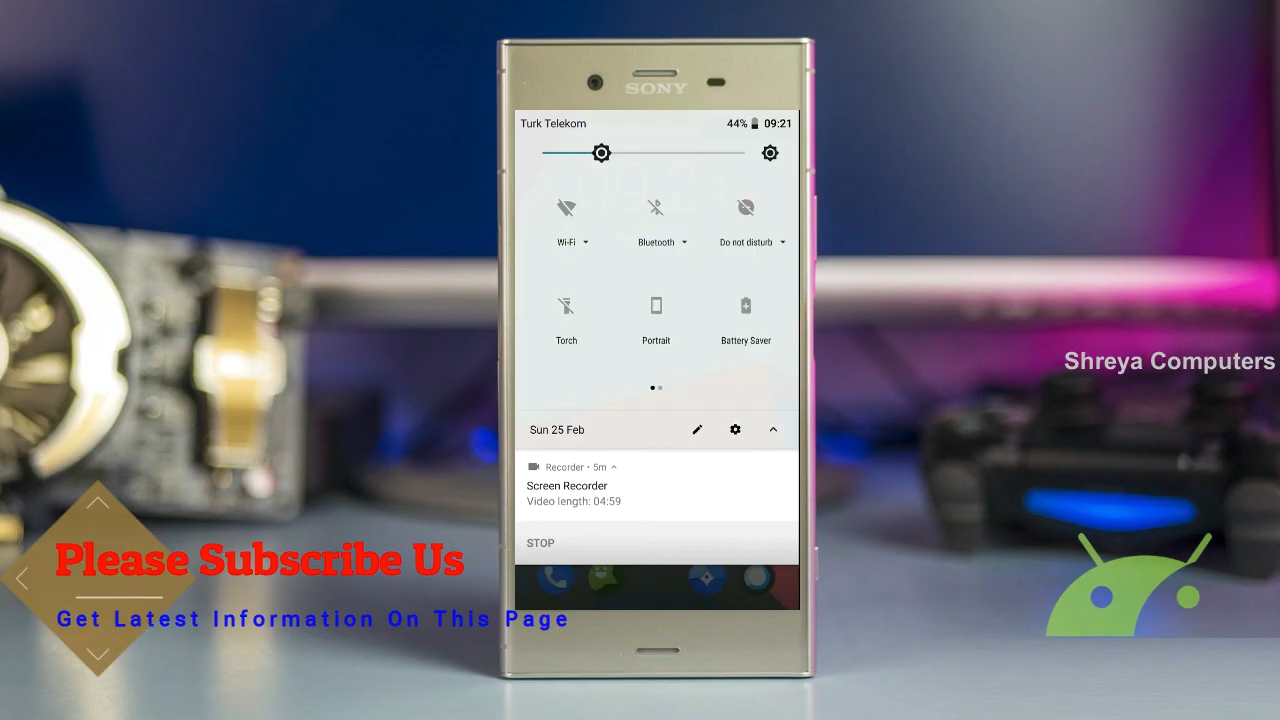 SONY
Turk Telekom 44% 09:21
Wi-Fi Bluetooth Do not disturb
Torch Portrait Battery Saver
Shreya Computers
Sun 25 Feb
Recorder • 5m
Screen Recorder
Video length: 04:59
STOP
Please Subscribe Us
Get Latest Information On This Page